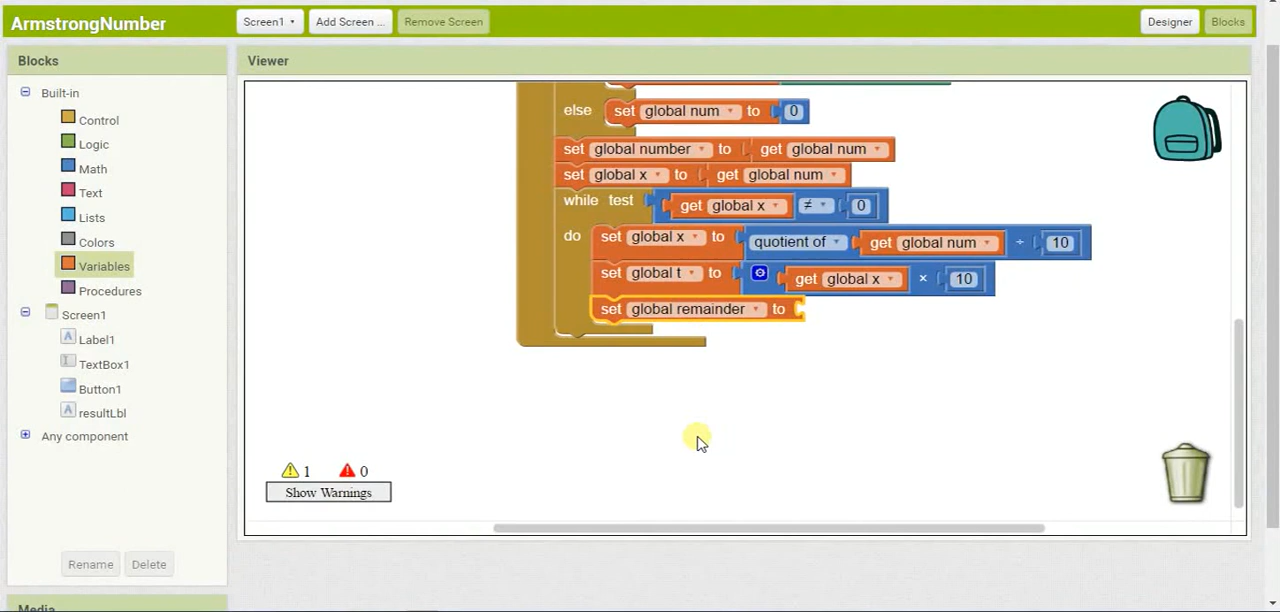 ArmstrongNumber Screen1 Add Screen ... Remove Screen Designer Blocks
Blocks Viewer
Built-in
Control
Logic
Math
Text
Lists
Colors
Variables
Procedures
Screen1
Label1
TextBox1
Button1
resultLbl
Any component
Rename Delete
Media
else set global num to 0
set global number to get global num
set global x to get global num
while test get global x ≠ 0
do set global x to quotient of get global num ÷ 10
set global t to get global x × 10
set global remainder to
1 0
Show Warnings